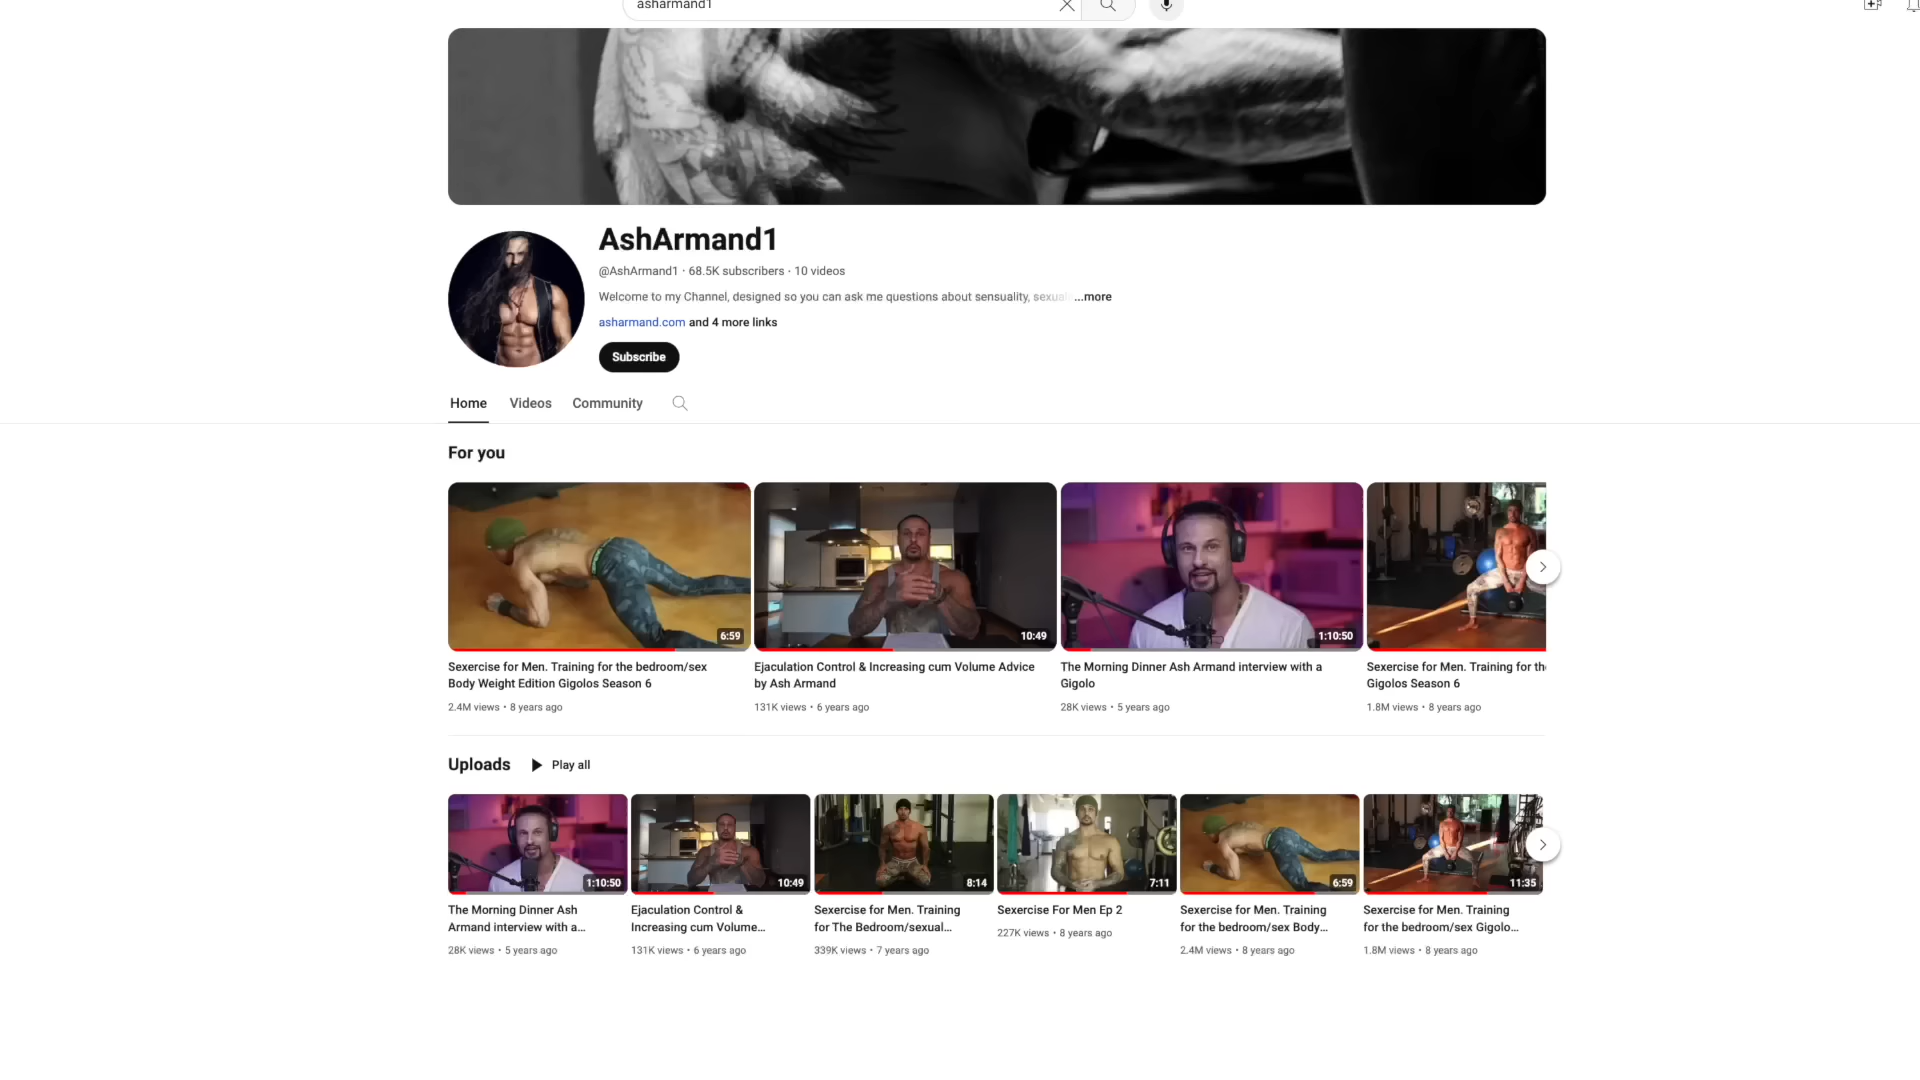 asharmand1
AshArmand1
@AshArmand1 · 68.5K subscribers · 10 videos
Welcome to my Channel, designed so you can ask me questions about sensuality, sexual ...more
asharmand.com and 4 more links
Subscribe
Home Videos Community
For you
6:59
10:49
1:10:50
Sexercise for Men. Training for the bedroom/sex
Body Weight Edition Gigolos Season 6
2.4M views • 8 years ago
Ejaculation Control & Increasing cum Volume Advice
by Ash Armand
131K views • 6 years ago
The Morning Dinner Ash Armand interview with a
Gigolo
28K views • 5 years ago
Sexercise for Men. Training for the
Gigolos Season 6
1.8M views • 8 years ago
Uploads Play all
1:10:50
10:49
8:14
7:11
6:59
11:35
The Morning Dinner Ash
Armand interview with a...
28K views • 5 years ago
Ejaculation Control &
Increasing cum Volume...
131K views • 6 years ago
Sexercise for Men. Training
for The Bedroom/sexual...
339K views • 7 years ago
Sexercise For Men Ep 2
227K views • 8 years ago
Sexercise for Men. Training
for the bedroom/sex Body...
2.4M views • 8 years ago
Sexercise for Men. Training
for the bedroom/sex Gigolo...
1.8M views • 8 years ago